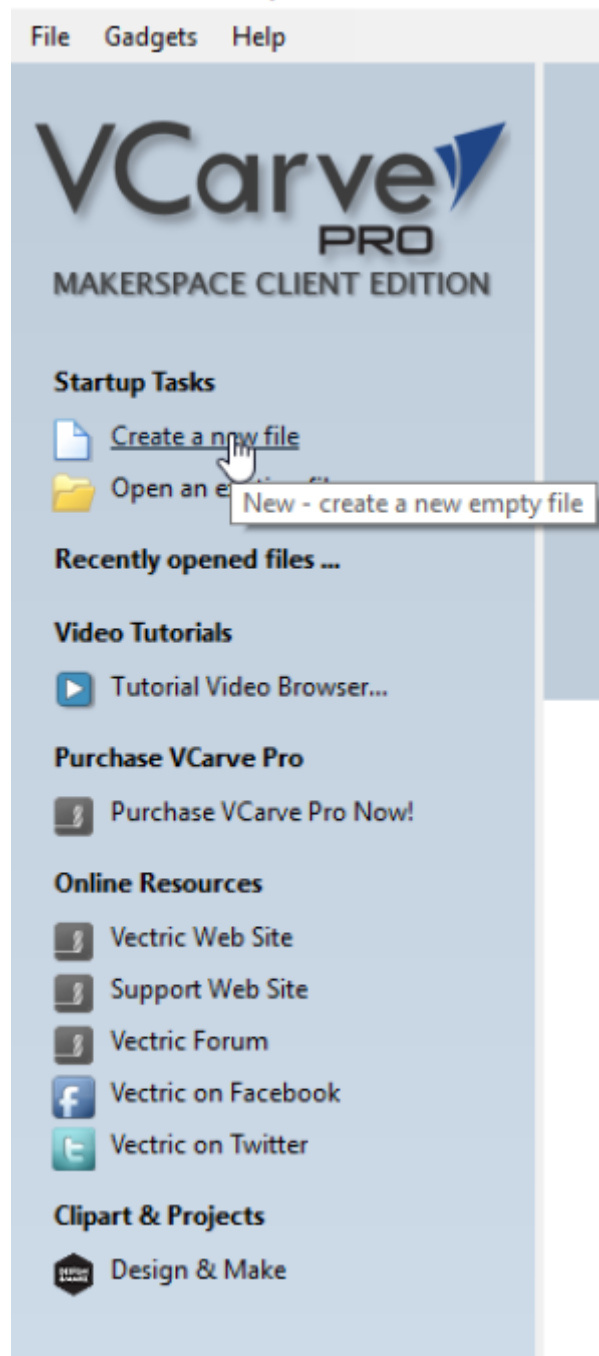 File Gadgets Help
VCarve
PRO
MAKERSPACE CLIENT EDITION
Startup Tasks
Create a new file
Open an
New - create a new empty file
Recently opened files ...
Video Tutorials
Tutorial Video Browser...
Purchase VCarve Pro
Purchase VCarve Pro Now!
Online Resources
Vectric Web Site
Support Web Site
Vectric Forum
Vectric on Facebook
Vectric on Twitter
Clipart & Projects
Design & Make